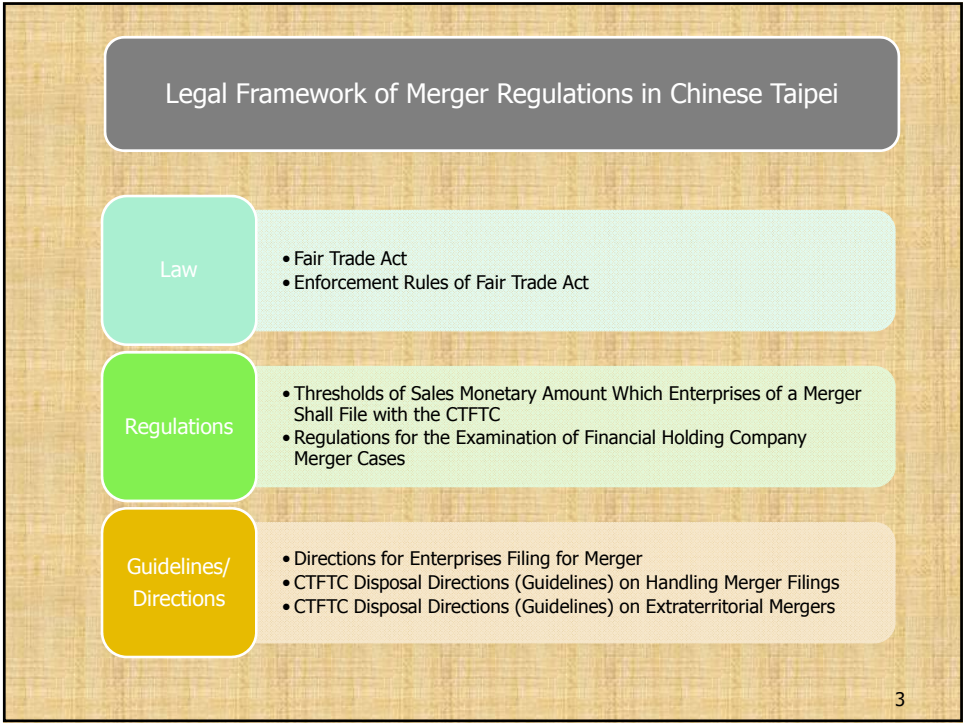 Legal Framework of Merger Regulations in Chinese Taipei
Law
• Fair Trade Act
• Enforcement Rules of Fair Trade Act
Regulations
• Thresholds of Sales Monetary Amount Which Enterprises of a Merger
Shall File with the CTFTC
• Regulations for the Examination of Financial Holding Company
Merger Cases
Guidelines/
Directions
• Directions for Enterprises Filing for Merger
• CTFTC Disposal Directions (Guidelines) on Handling Merger Filings
• CTFTC Disposal Directions (Guidelines) on Extraterritorial Mergers
3